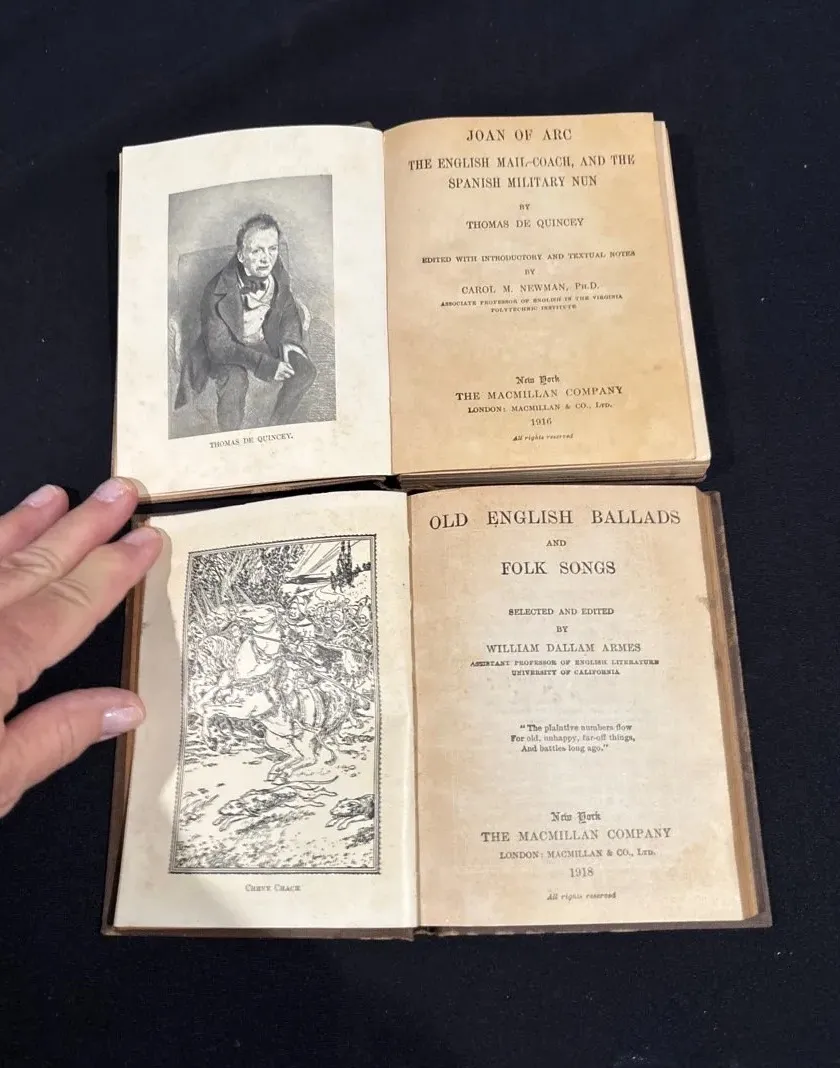 THOMAS DE QUINCEY.
JOAN OF ARC
THE ENGLISH MAIL-COACH, AND THE
SPANISH MILITARY NUN
BY
THOMAS DE QUINCEY
EDITED WITH INTRODUCTORY AND TEXTUAL NOTES
BY
CAROL M. NEWMAN, PH.D.
ASSOCIATE PROFESSOR OF ENGLISH IN THE VIRGINIA
POLYTECHNIC INSTITUTE
New York
THE MACMILLAN COMPANY
LONDON: MACMILLAN & CO., LTD.
1916
All rights reserved
CHEVY CHACE
OLD ENGLISH BALLADS
AND
FOLK SONGS
SELECTED AND EDITED
BY
WILLIAM DALLAM ARMES
ASSISTANT PROFESSOR OF ENGLISH LITERATURE
UNIVERSITY OF CALIFORNIA
"The plaintive numbers flow
For old, unhappy, far-off things,
And battles long ago."
New York
THE MACMILLAN COMPANY
LONDON: MACMILLAN & CO., LTD.
1918
All rights reserved